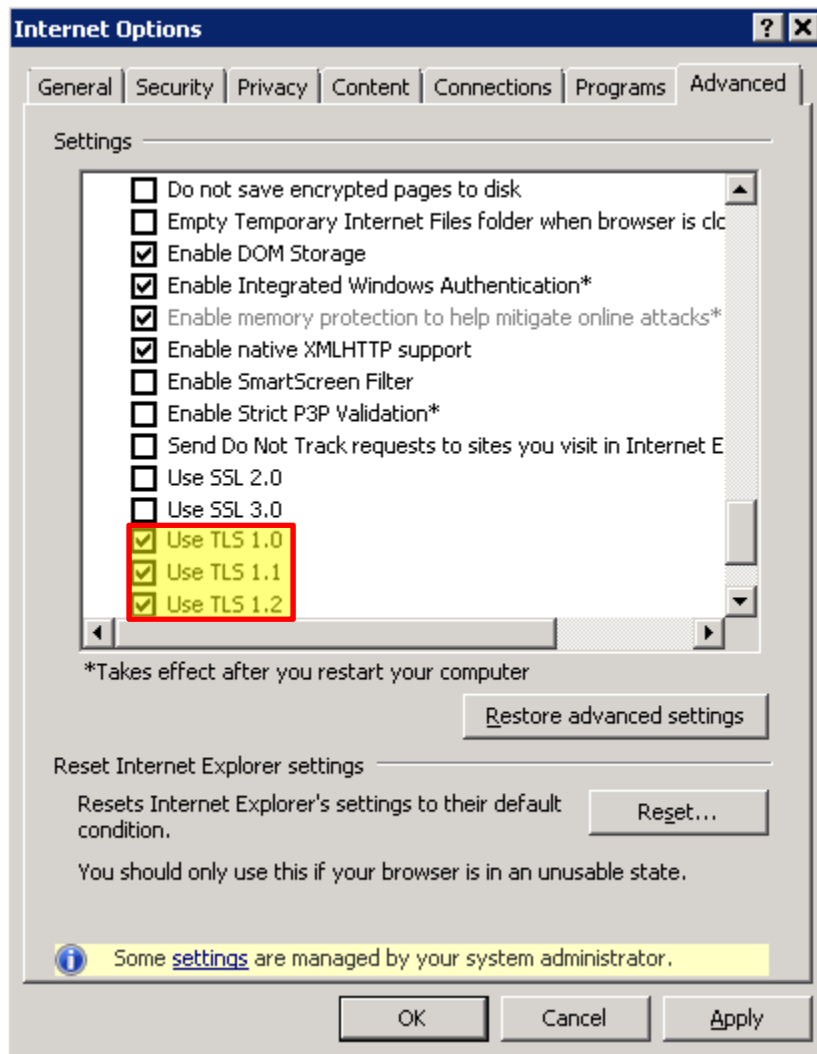 Internet Options
General Security Privacy Content Connections Programs Advanced
Settings
Do not save encrypted pages to disk
Empty Temporary Internet Files folder when browser is clo
Enable DOM Storage
Enable Integrated Windows Authentication*
Enable memory protection to help mitigate online attacks*
Enable native XMLHTTP support
Enable SmartScreen Filter
Enable Strict P3P Validation*
Send Do Not Track requests to sites you visit in Internet E
Use SSL 2.0
Use SSL 3.0
Use TLS 1.0
Use TLS 1.1
Use TLS 1.2
*Takes effect after you restart your computer
Restore advanced settings
Reset Internet Explorer settings
Resets Internet Explorer's settings to their default
condition.
Reset...
You should only use this if your browser is in an unusable state.
Some settings are managed by your system administrator.
OK Cancel Apply